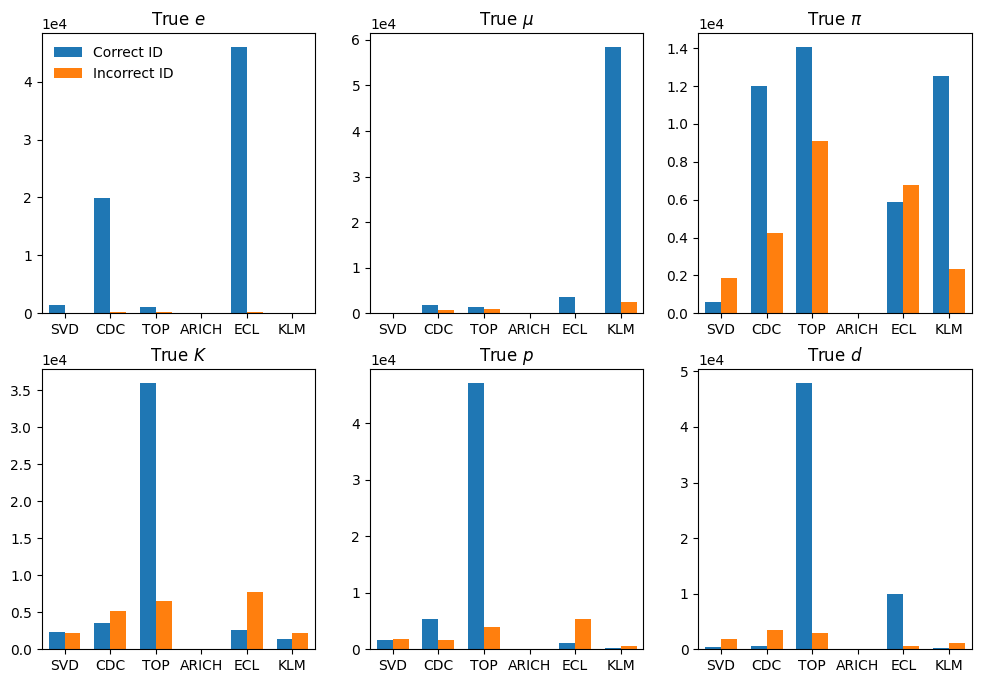 True e
True μ
True π
1e4
1e4
1e4
Correct ID
Incorrect ID
4
3
2
1
0
6
5
4
3
2
1
0
1.4
1.2
1.0
0.8
0.6
0.4
0.2
0.0
SVD CDC TOP ARICH ECL KLM
SVD CDC TOP ARICH ECL KLM
SVD CDC TOP ARICH ECL KLM
True K
True p
True d
1e4
1e4
1e4
3.5
3.0
2.5
2.0
1.5
1.0
0.5
0.0
4
3
2
1
0
5
4
3
2
1
0
SVD CDC TOP ARICH ECL KLM
SVD CDC TOP ARICH ECL KLM
SVD CDC TOP ARICH ECL KLM